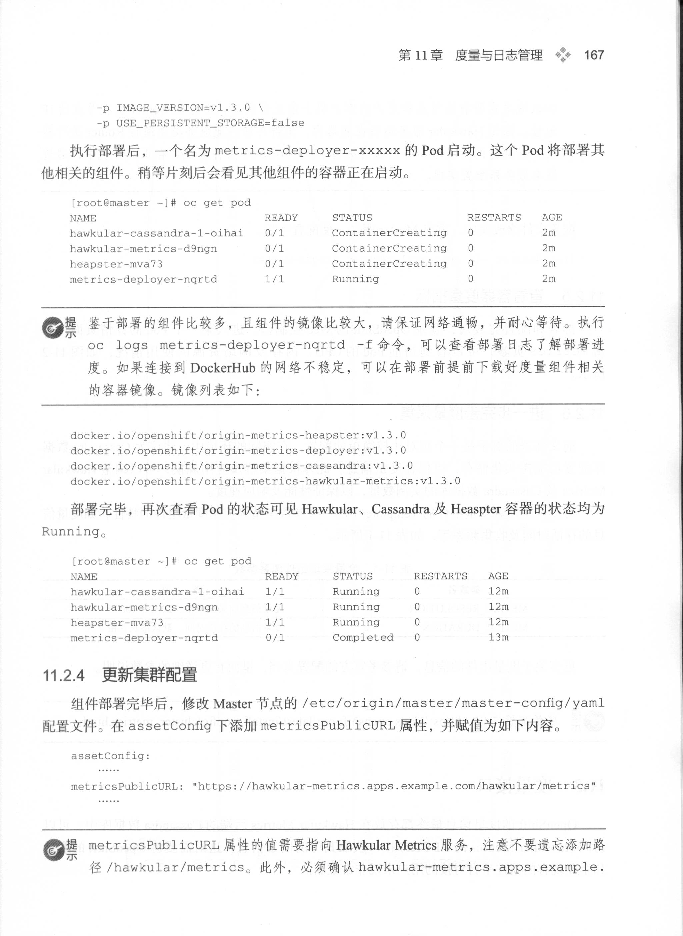 第11章 度量与日志管理 167
-p IMAGE_VERSION=v1.3.0 \
-p USE_PERSISTENT_STORAGE=false
执行部署后，一个名为 metrics-deployer-xxxxx 的 Pod 启动。这个 Pod 将部署其
他相关的组件。稍等片刻后会看见其他组件的容器正在启动。
[root@master ~]# oc get pod
NAME READY STATUS RESTARTS AGE
hawkular-cassandra-1-oihai 0/1 ContainerCreating 0 2m
hawkular-metrics-d9ngn 0/1 ContainerCreating 0 2m
heapster-mva73 0/1 ContainerCreating 0 2m
metrics-deployer-nqrtd 1/1 Running 0 2m
提示 鉴于部署的组件比较多，且组件的镜像比较大，请保证网络通畅，并耐心等待。执行
oc logs metrics-deployer-nqrtd -f 命令，可以查看部署日志了解部署进
度。如果连接到 DockerHub 的网络不稳定，可以在部署前提前下载好度量组件相关
的容器镜像。镜像列表如下：
docker.io/openshift/origin-metrics-heapster:v1.3.0
docker.io/openshift/origin-metrics-deployer:v1.3.0
docker.io/openshift/origin-metrics-cassandra:v1.3.0
docker.io/openshift/origin-metrics-hawkular-metrics:v1.3.0
部署完毕，再次查看 Pod 的状态可见 Hawkular、Cassandra 及 Heaspter 容器的状态均为
Running。
[root@master ~]# oc get pod
NAME READY STATUS RESTARTS AGE
hawkular-cassandra-1-oihai 1/1 Running 0 12m
hawkular-metrics-d9ngn 1/1 Running 0 12m
heapster-mva73 1/1 Running 0 12m
metrics-deployer-nqrtd 0/1 Completed 0 13m
11.2.4 更新集群配置
组件部署完毕后，修改 Master 节点的 /etc/origin/master/master-config/yaml
配置文件。在 assetConfig 下添加 metricsPublicURL 属性，并赋值为如下内容。
assetConfig:
……
metricsPublicURL: "https://hawkular-metrics.apps.example.com/hawkular/metrics"
……
提示 metricsPublicURL 属性的值需要指向 Hawkular Metrics 服务，注意不要遗忘添加路
径 /hawkular/metrics。此外，必须确认 hawkular-metrics.apps.example.